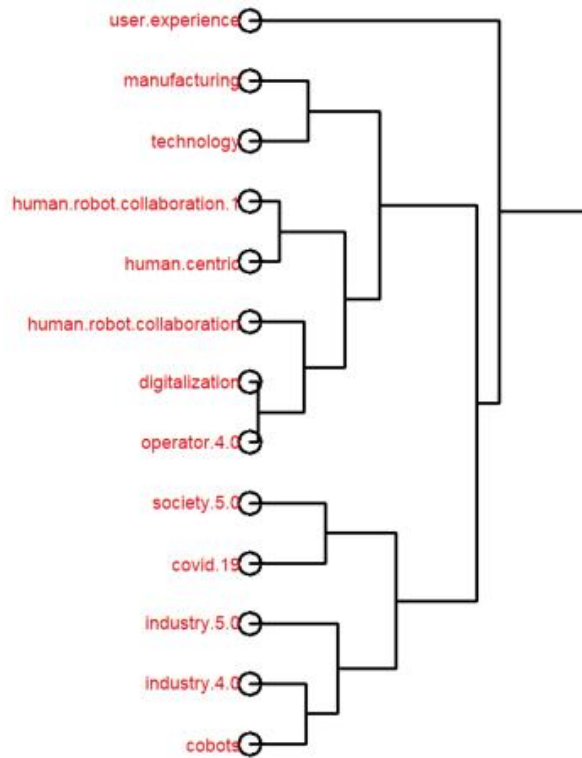 user.experience
manufacturing
technology
human.robot.collaboration.1
human.centric
human.robot.collaboration
digitalization
operator.4.0
society.5.0
covid.19
industry.5.0
industry.4.0
cobots